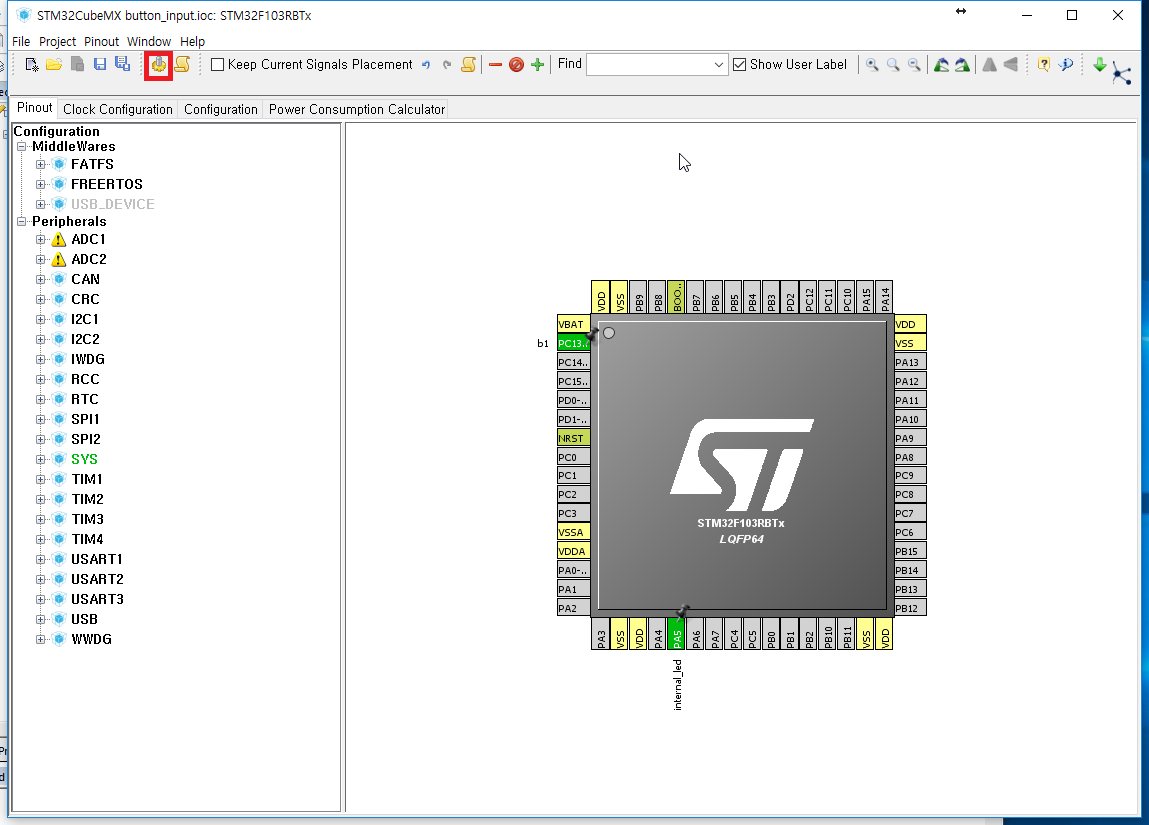 STM32CubeMX button_input.ioc: STM32F103RBTx
File Project Pinout Window Help
Keep Current Signals Placement Find Show User Label
Pinout Clock Configuration Configuration Power Consumption Calculator
Configuration
MiddleWares
FATFS
FREERTOS
USB_DEVICE
Peripherals
ADC1
ADC2
CAN
CRC
I2C1
I2C2
IWDG
RCC
RTC
SPI1
SPI2
SYS
TIM1
TIM2
TIM3
TIM4
USART1
USART2
USART3
USB
WWDG
VDD VSS PB9 PB8 BOO.. PB7 PB6 PB5 PB4 PB3 PD2 PC12 PC11 PC10 PA15 PA14
VBAT
b1 PC13..
PC14..
PC15..
PD0-..
PD1-..
NRST
PC0
PC1
PC2
PC3
VSSA
VDDA
PA0-..
PA1
PA2
ST
STM32F103RBTx
LQFP64
VDD
VSS
PA13
PA12
PA11
PA10
PA9
PA8
PC9
PC8
PC7
PC6
PB15
PB14
PB13
PB12
PA3 VSS VDD PA4 PA5 PA6 PA7 PC4 PC5 PB0 PB1 PB2 PB10 PB11 VSS VDD
internal_led